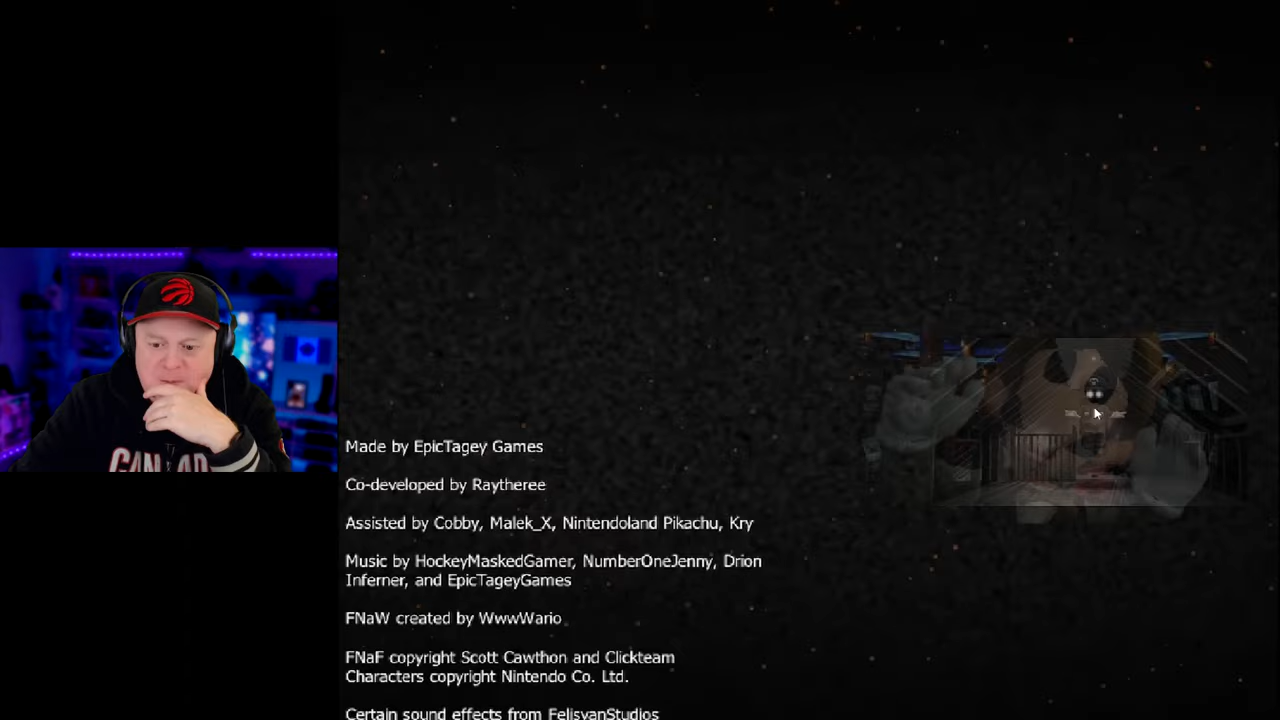 Made by EpicTagey Games
Co-developed by Raytheree
Assisted by Cobby, Malek_X, Nintendoland Pikachu, Kry
Music by HockeyMaskedGamer, NumberOneJenny, Drion
Inferner, and EpicTageyGames
FNaW created by WwwWario
FNaF copyright Scott Cawthon and Clickteam
Characters copyright Nintendo Co. Ltd.
Certain sound effects from FelisvanStudios